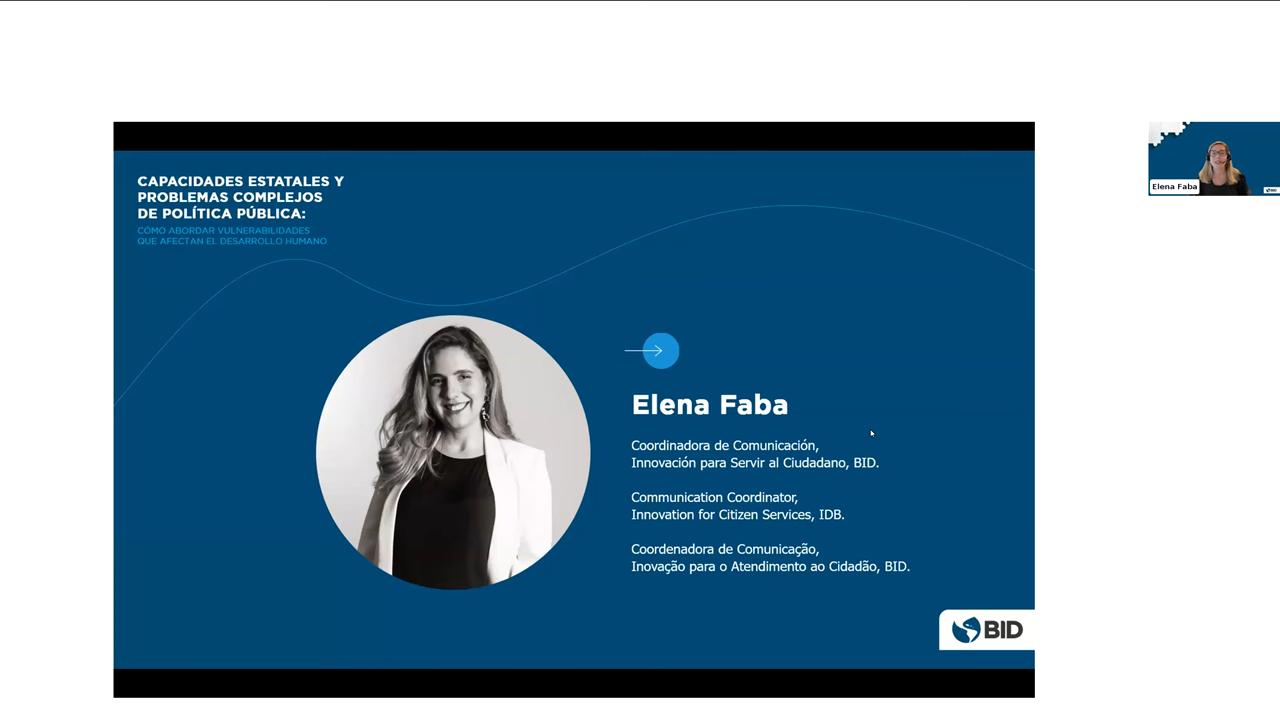 CAPACIDADES ESTATALES Y
PROBLEMAS COMPLEJOS
DE POLÍTICA PÚBLICA:
CÓMO ABORDAR VULNERABILIDADES
QUE AFECTAN EL DESARROLLO HUMANO
Elena Faba
Coordinadora de Comunicación,
Innovación para Servir al Ciudadano, BID.
Communication Coordinator,
Innovation for Citizen Services, IDB.
Coordenadora de Comunicação,
Inovação para o Atendimento ao Cidadão, BID.
BID
Elena Faba